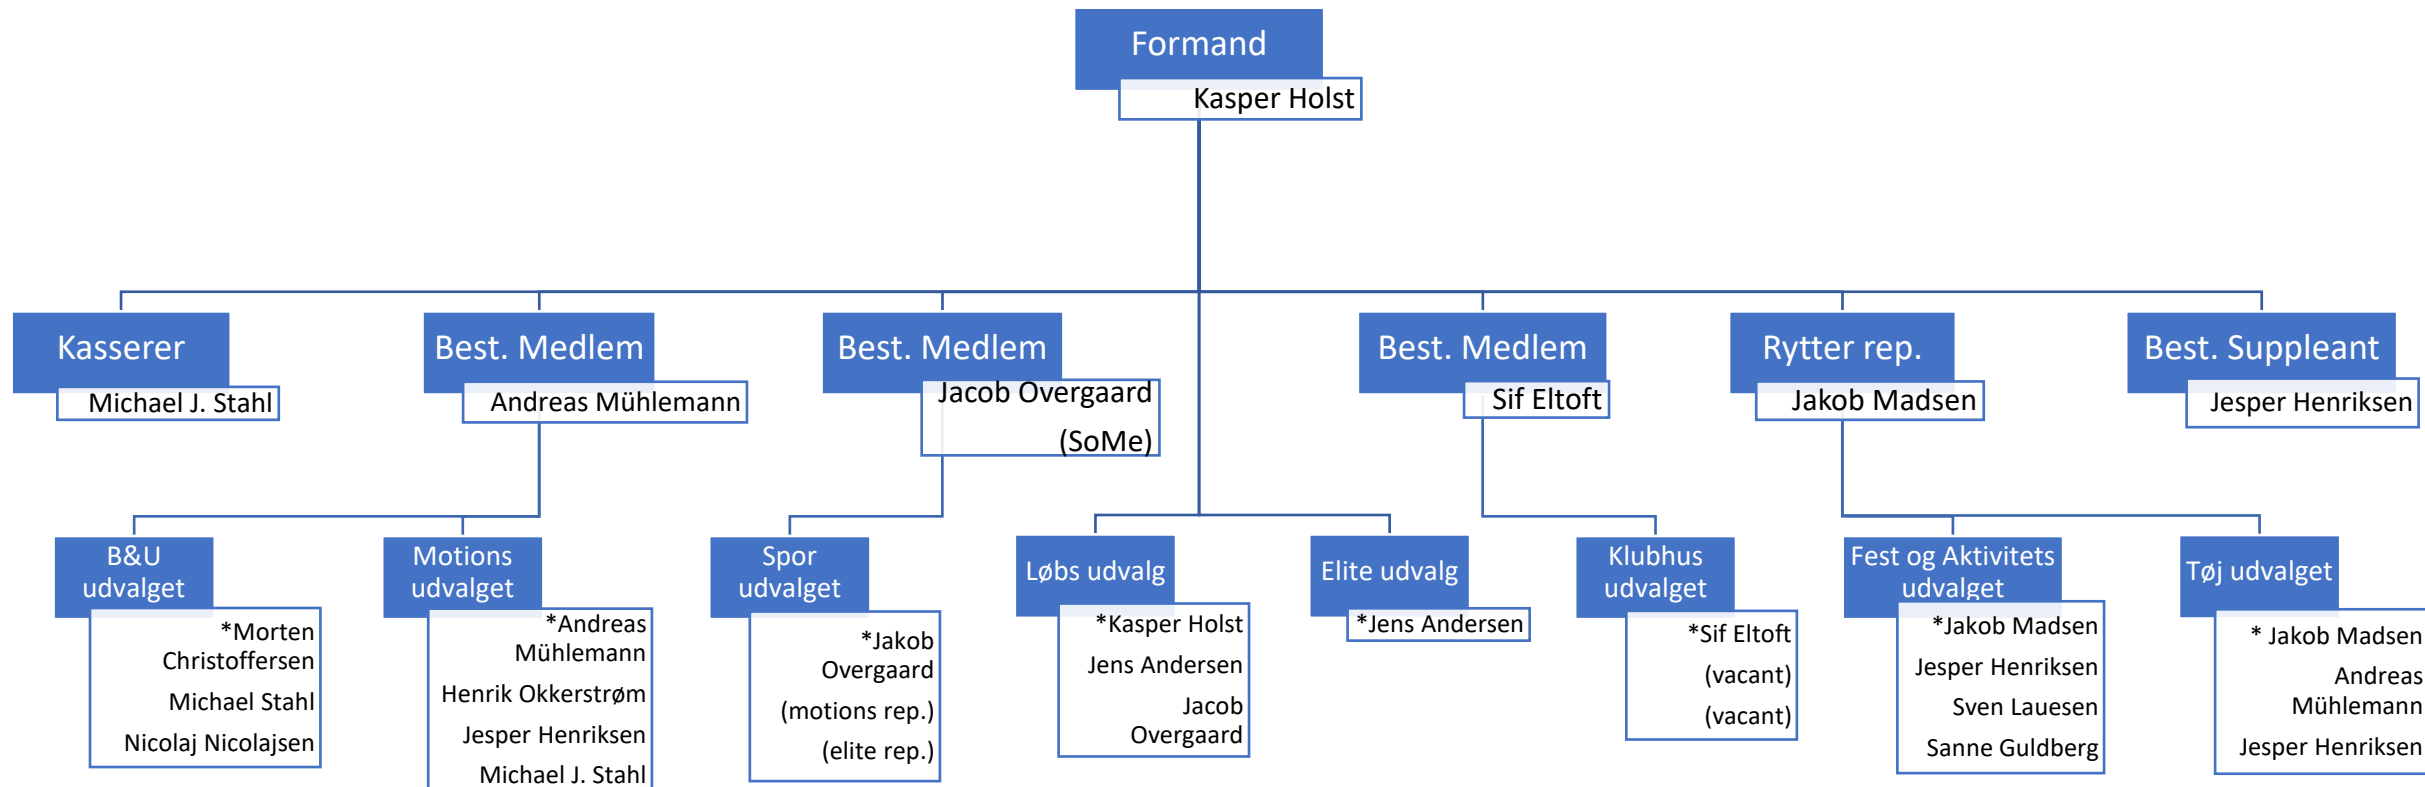 Formand
Kasper Holst
Kasserer
Michael J. Stahl
Best. Medlem
Andreas Mühlemann
Best. Medlem
Jacob Overgaard
(SoMe)
Best. Medlem
Sif Eltoft
Rytter rep.
Jakob Madsen
Best. Suppleant
Jesper Henriksen
B&U
udvalget
*Morten
Christoffersen
Michael Stahl
Nicolaj Nicolajsen
Motions
udvalget
*Andreas
Mühlemann
Henrik Okkerstrøm
Jesper Henriksen
Michael J. Stahl
Spor
udvalget
*Jakob
Overgaard
(motions rep.)
(elite rep.)
Løbs udvalg
*Kasper Holst
Jens Andersen
Jacob
Overgaard
Elite udvalg
*Jens Andersen
Klubhus
udvalget
*Sif Eltoft
(vacant)
(vacant)
Fest og Aktivitets
udvalget
*Jakob Madsen
Jesper Henriksen
Sven Lauesen
Sanne Guldberg
Tøj udvalget
* Jakob Madsen
Andreas
Mühlemann
Jesper Henriksen